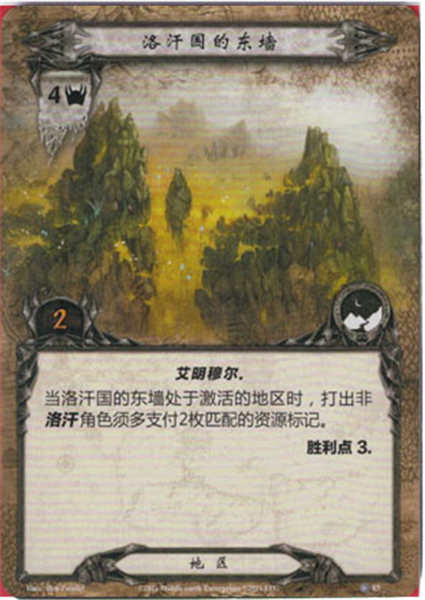 洛汗国的东墙
4
2
艾明穆尔.
当洛汗国的东墙处于激活的地区时，打出非
洛汗角色须多支付2枚匹配的资源标记。
胜利点 3.
地区